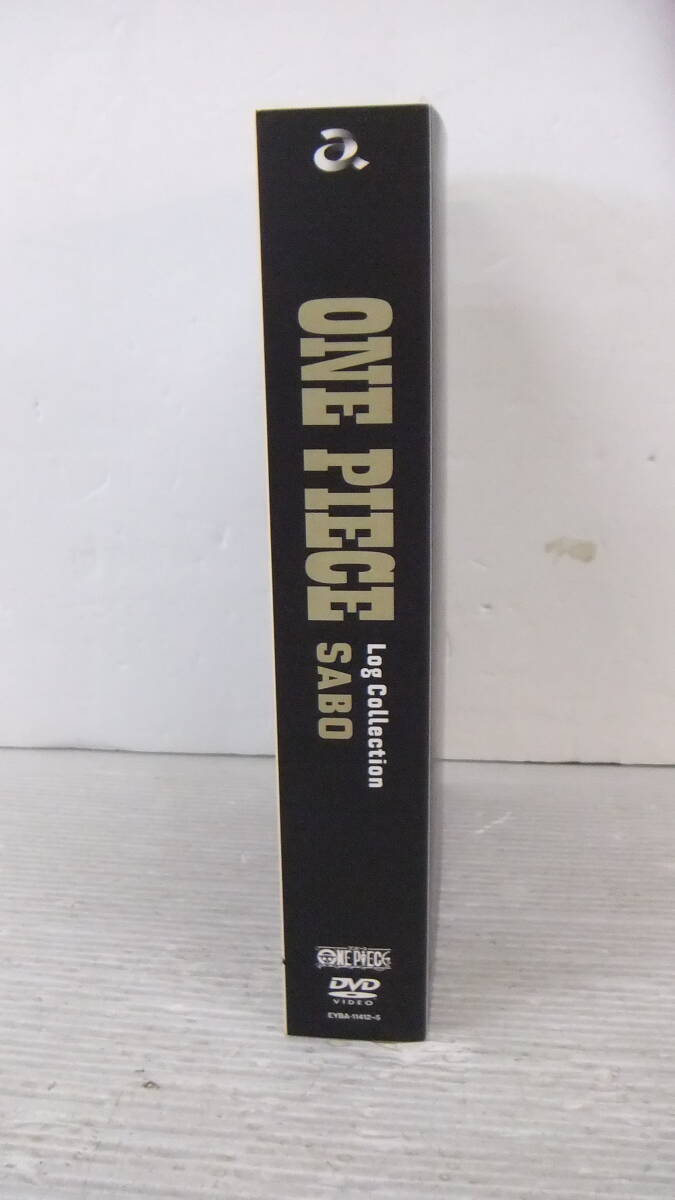 a
ONE PIECE
Log Collection
SABO
ONE PIECE
DVD
VIDEO
EYBA-11412~5